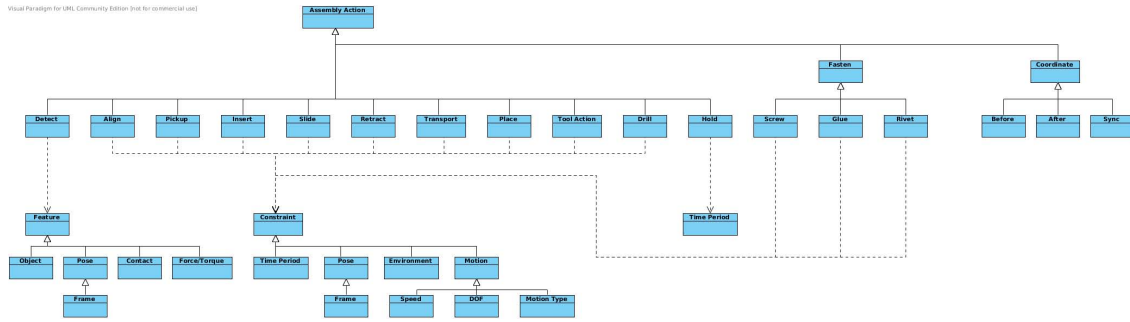 Visual Paradigm for UML Community Edition [not for commercial use]
Assembly Action
Fasten
Coordinate
Detect
Align
Pickup
Insert
Slide
Retract
Transport
Place
Tool Action
Drill
Hold
Screw
Glue
Rivet
Before
After
Sync
Feature
Constraint
Time Period
Object
Pose
Contact
Force/Torque
Time Period
Pose
Environment
Motion
Frame
Frame
Speed
DOF
Motion Type